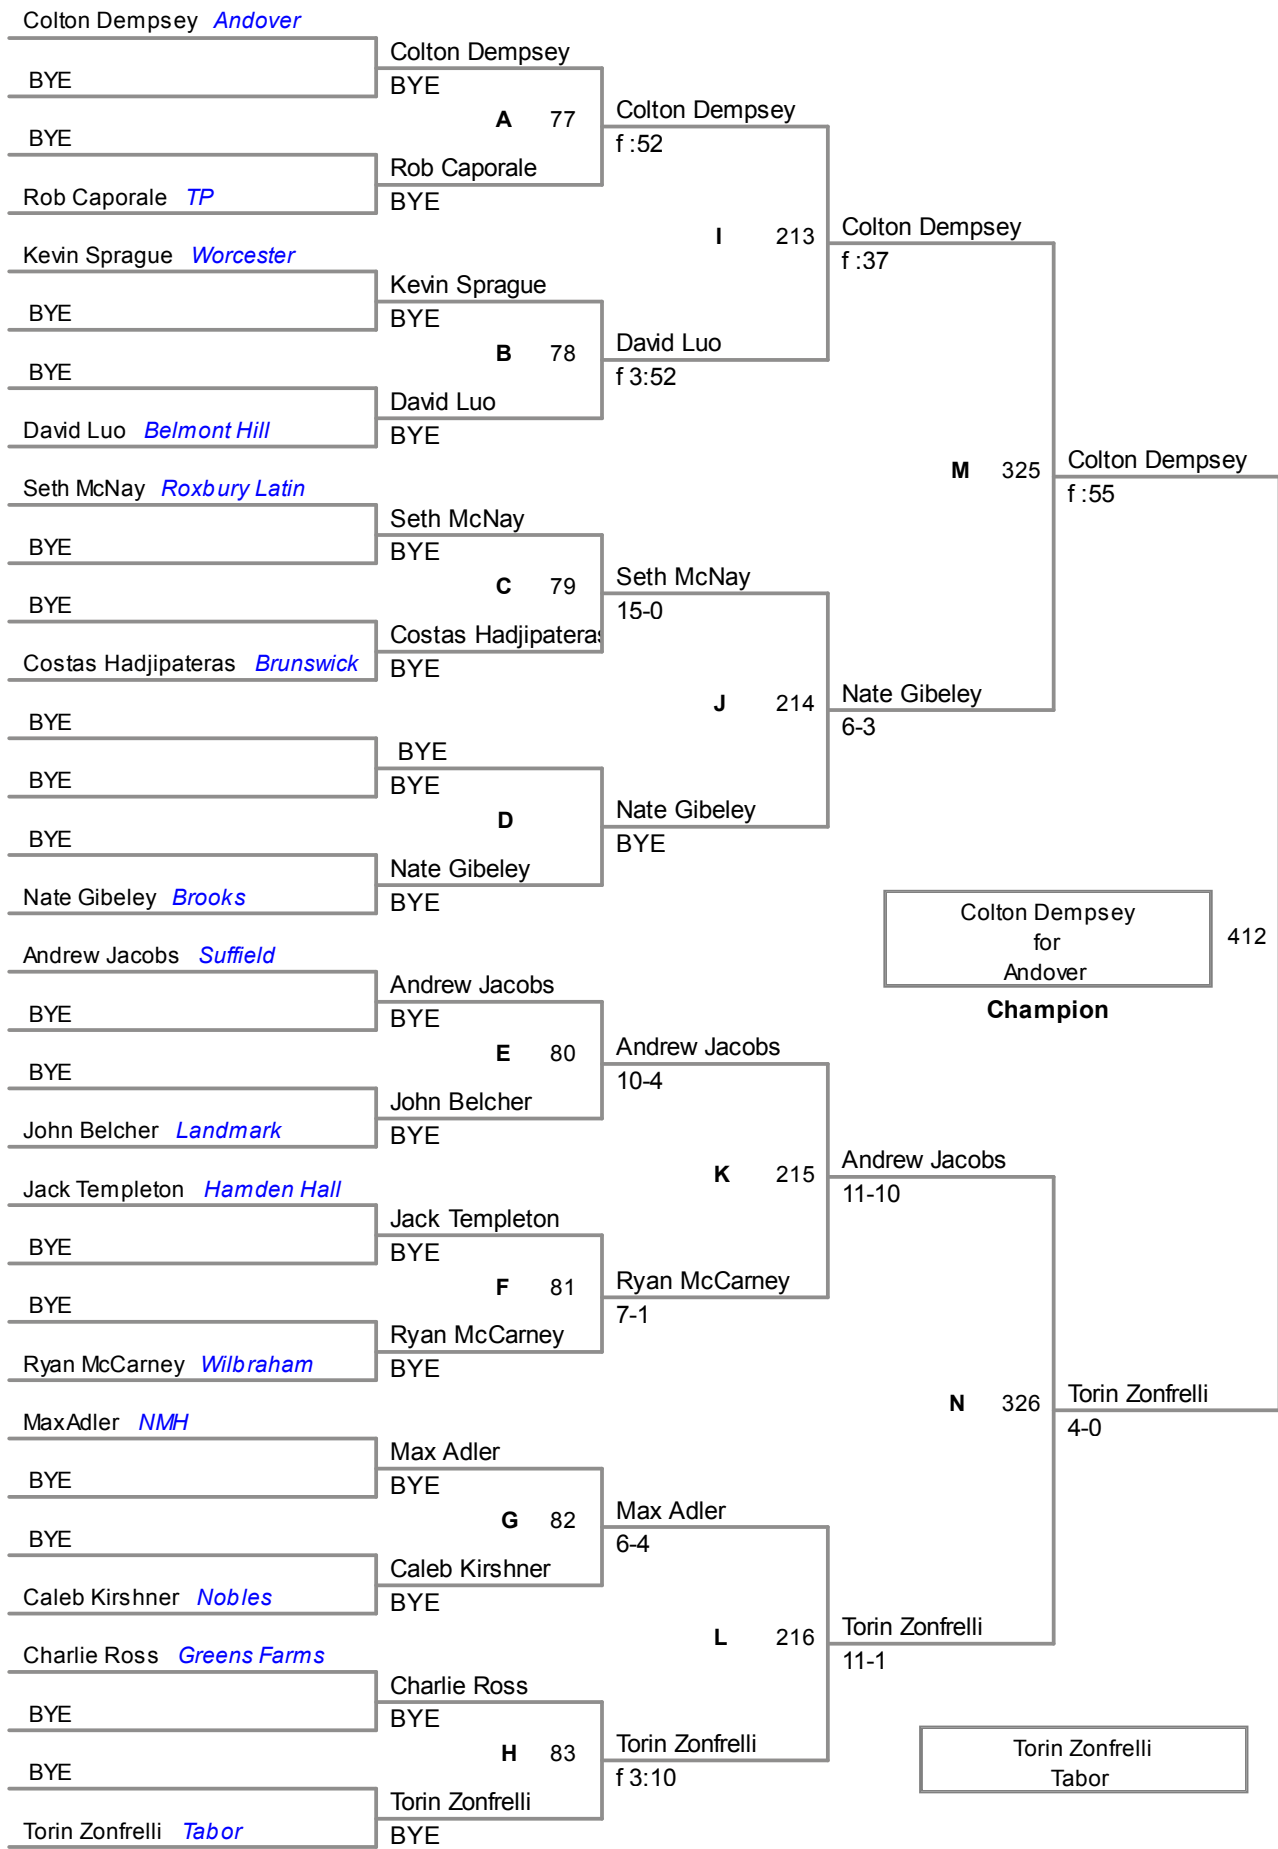 Colton Dempsey Andover
BYE
BYE
Rob Caporale TP
Kevin Sprague Worcester
BYE
BYE
David Luo Belmont Hill
Seth McNay Roxbury Latin
BYE
BYE
Costas Hadjipateras Brunswick
BYE
BYE
BYE
Nate Gibeley Brooks
Andrew Jacobs Suffield
BYE
BYE
John Belcher Landmark
Jack Templeton Hamden Hall
BYE
BYE
Ryan McCarney Wilbraham
MaxAdler NMH
BYE
BYE
Caleb Kirshner Nobles
Charlie Ross Greens Farms
BYE
BYE
Torin Zonfrelli Tabor
Colton Dempsey
BYE
A 77
Rob Caporale
BYE
Kevin Sprague
BYE
B 78
David Luo
BYE
Seth McNay
BYE
C 79
Costas Hadjipateras
BYE
BYE
BYE
D
Nate Gibeley
BYE
Andrew Jacobs
BYE
E 80
John Belcher
BYE
Jack Templeton
BYE
F 81
Ryan McCarney
BYE
Max Adler
BYE
G 82
Caleb Kirshner
BYE
Charlie Ross
BYE
H 83
Torin Zonfrelli
BYE
Colton Dempsey
f :52
I 213
David Luo
f 3:52
Seth McNay
15-0
J 214
Nate Gibeley
BYE
Andrew Jacobs
10-4
K 215
Ryan McCarney
7-1
Max Adler
6-4
L 216
Torin Zonfrelli
f 3:10
Colton Dempsey
f :37
M 325
Nate Gibeley
6-3
Andrew Jacobs
11-10
N 326
Torin Zonfrelli
11-1
Colton Dempsey
f :55
Torin Zonfrelli
4-0
Colton Dempsey
for
Andover
412
Champion
Torin Zonfrelli
Tabor